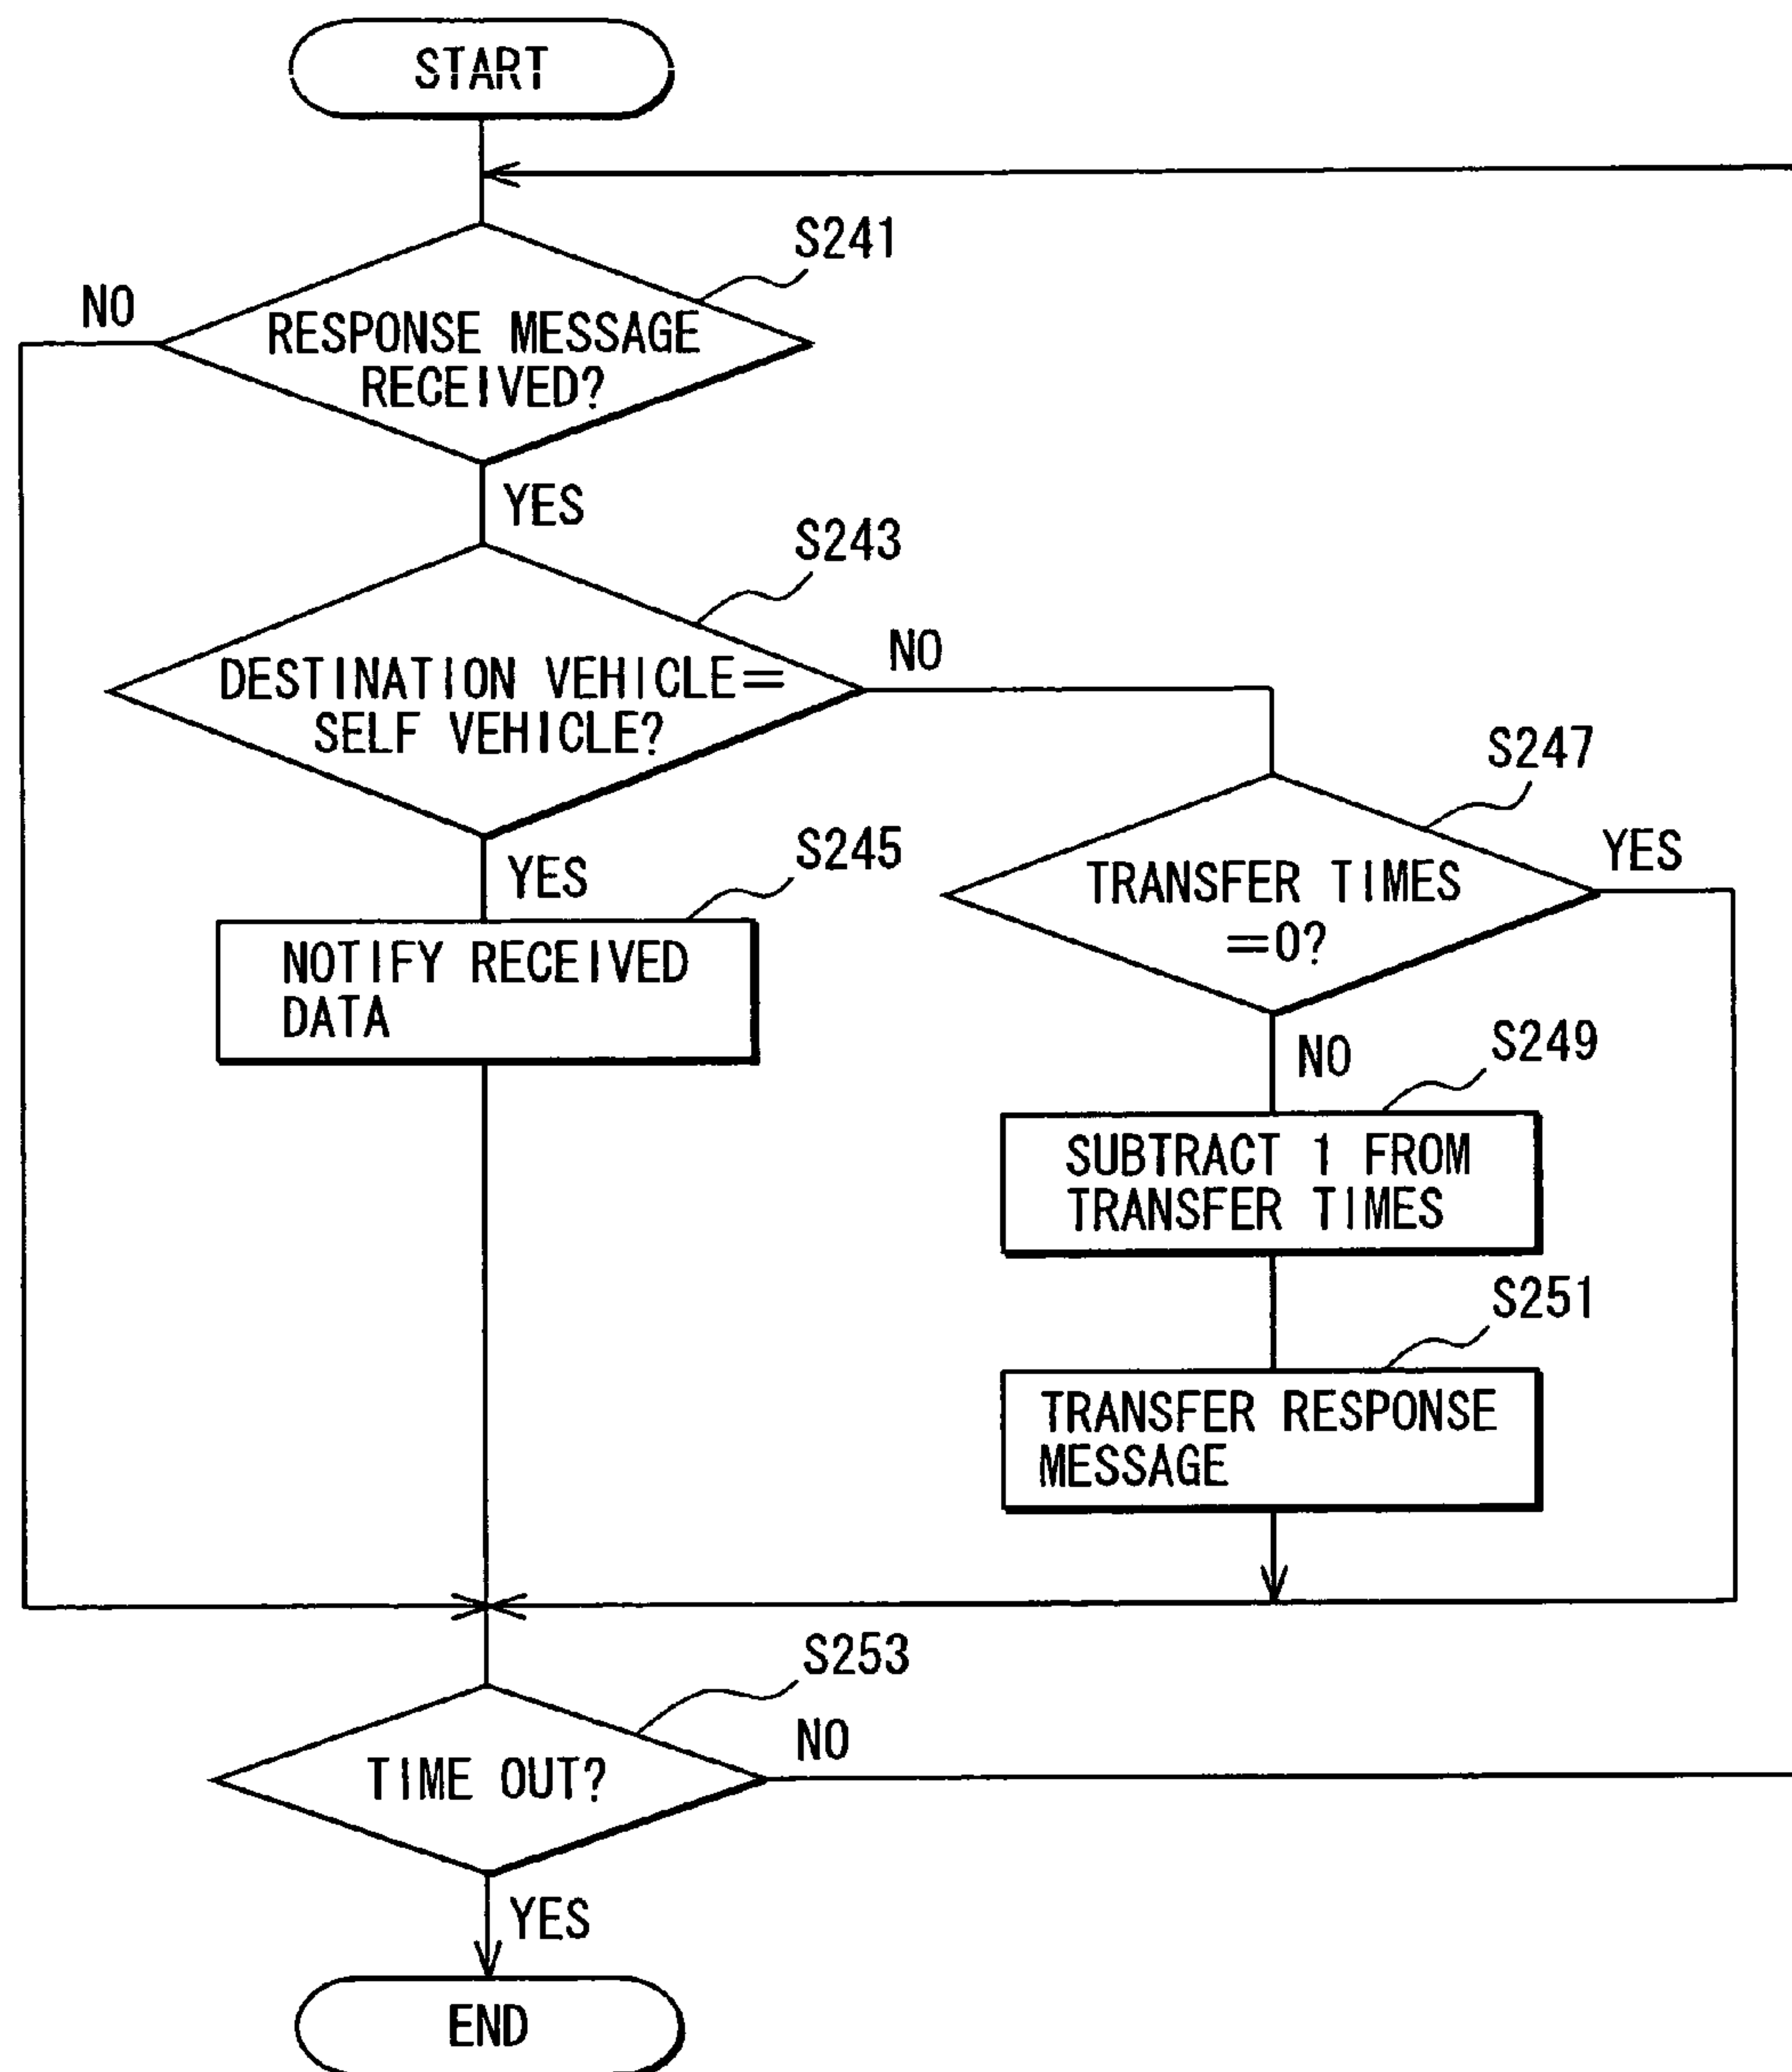 START
S241
NO
RESPONSE MESSAGE
RECEIVED?
YES
S243
NO
DESTINATION VEHICLE=
SELF VEHICLE?
S247
YES
S245
YES
TRANSFER TIMES
=0?
NOTIFY RECEIVED
DATA
NO
S249
SUBTRACT 1 FROM
TRANSFER TIMES
S251
TRANSFER RESPONSE
MESSAGE
S253
NO
TIME OUT?
YES
END